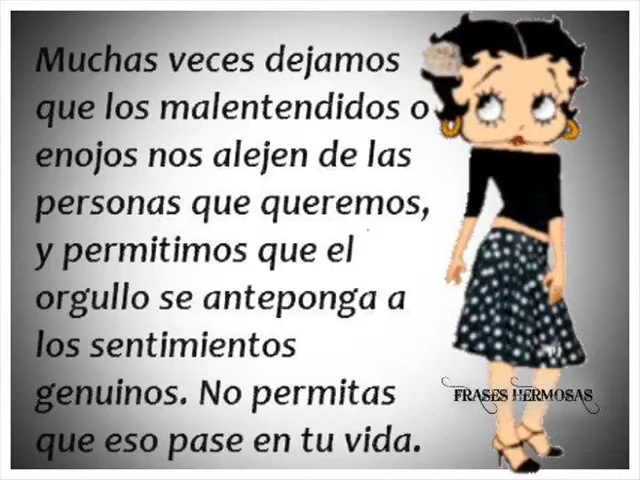 Muchas veces dejamos
que los malentendidos o
enojos nos alejen de las
personas que queremos,
y permitimos que el
orgullo se anteponga a
los sentimientos
genuinos. No permitas
que eso pase en tu vida.
FRASES HERMOSAS